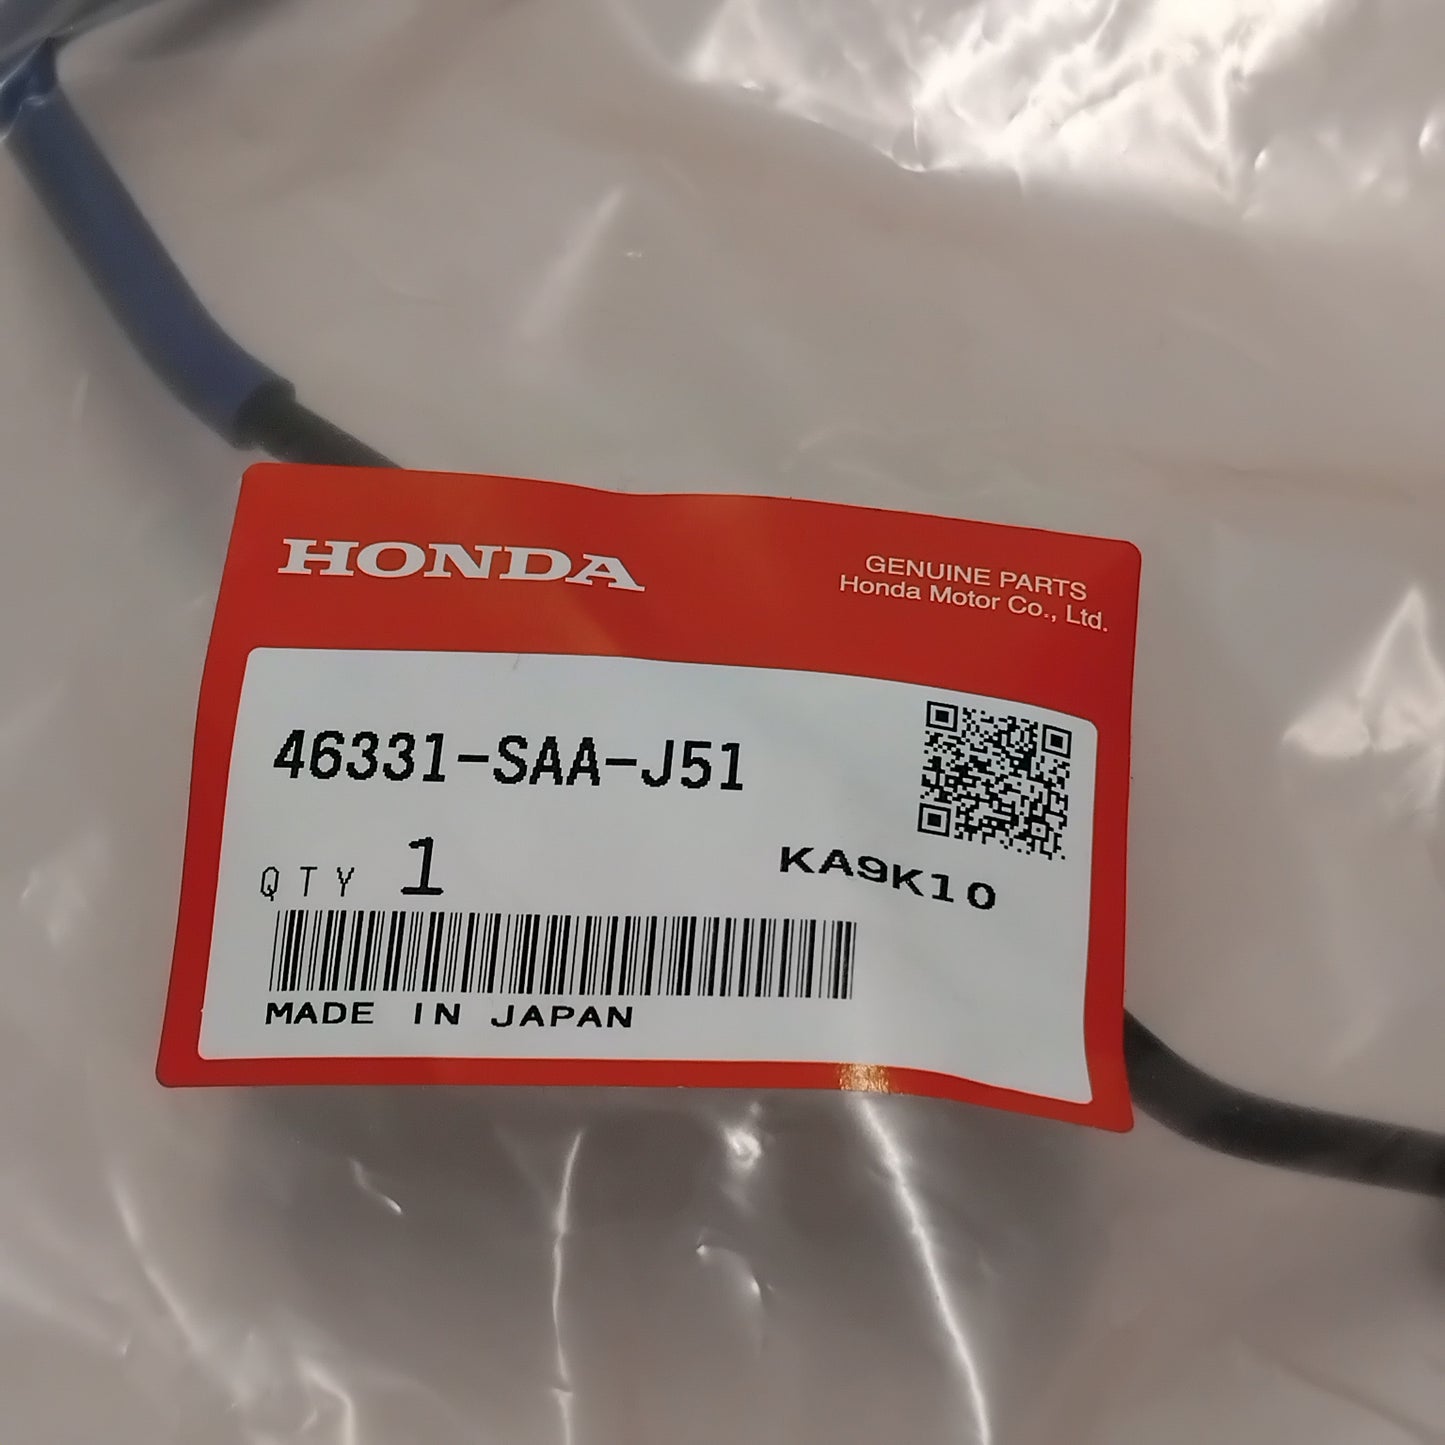 HONDA
GENUINE PARTS
Honda Motor Co., Ltd.
46331-SAA-J51
QTY 1
KA9K10
MADE IN JAPAN